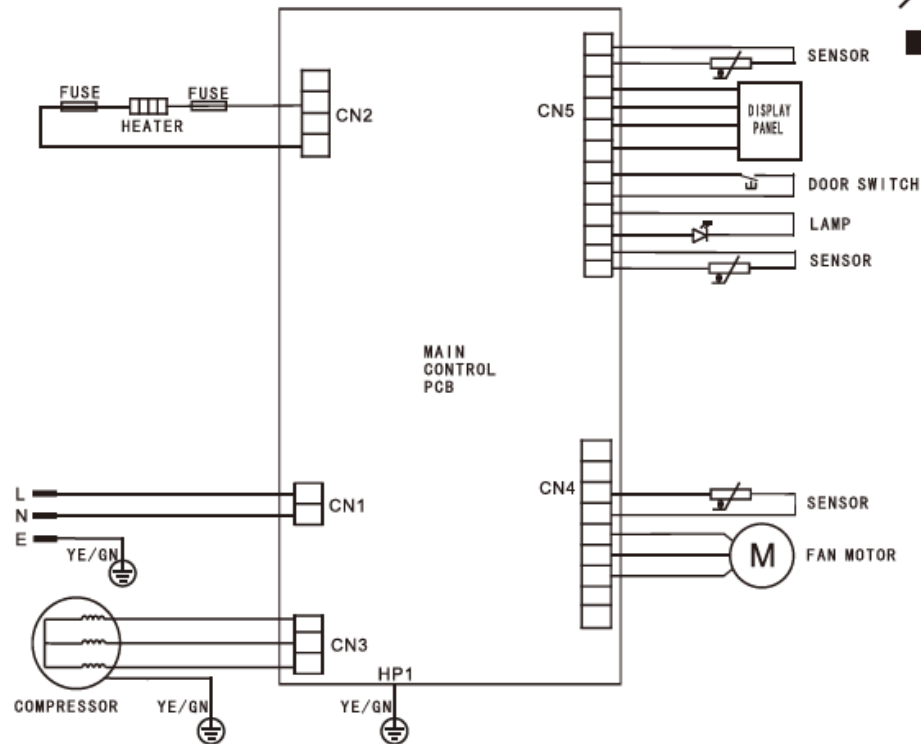 FUSE
FUSE
HEATER
CN2
CN5
SENSOR
DISPLAY
PANEL
DOOR SWITCH
LAMP
SENSOR
MAIN
CONTROL
PCB
L
N
E
YE/GN
CN1
CN4
SENSOR
M
FAN MOTOR
COMPRESSOR
YE/GN
CN3
HP1
YE/GN